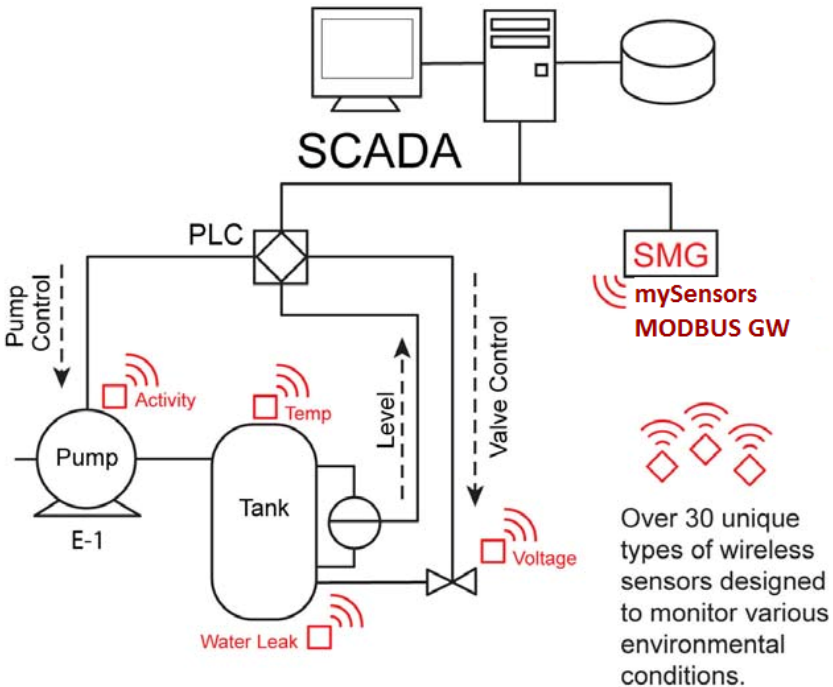 SCADA
PLC
SMG
mySensors
MODBUS GW
Pump
Control
Activity
Temp
Level
Valve Control
Pump
E-1
Tank
Voltage
Water Leak
Over 30 unique
types of wireless
sensors designed
to monitor various
environmental
conditions.